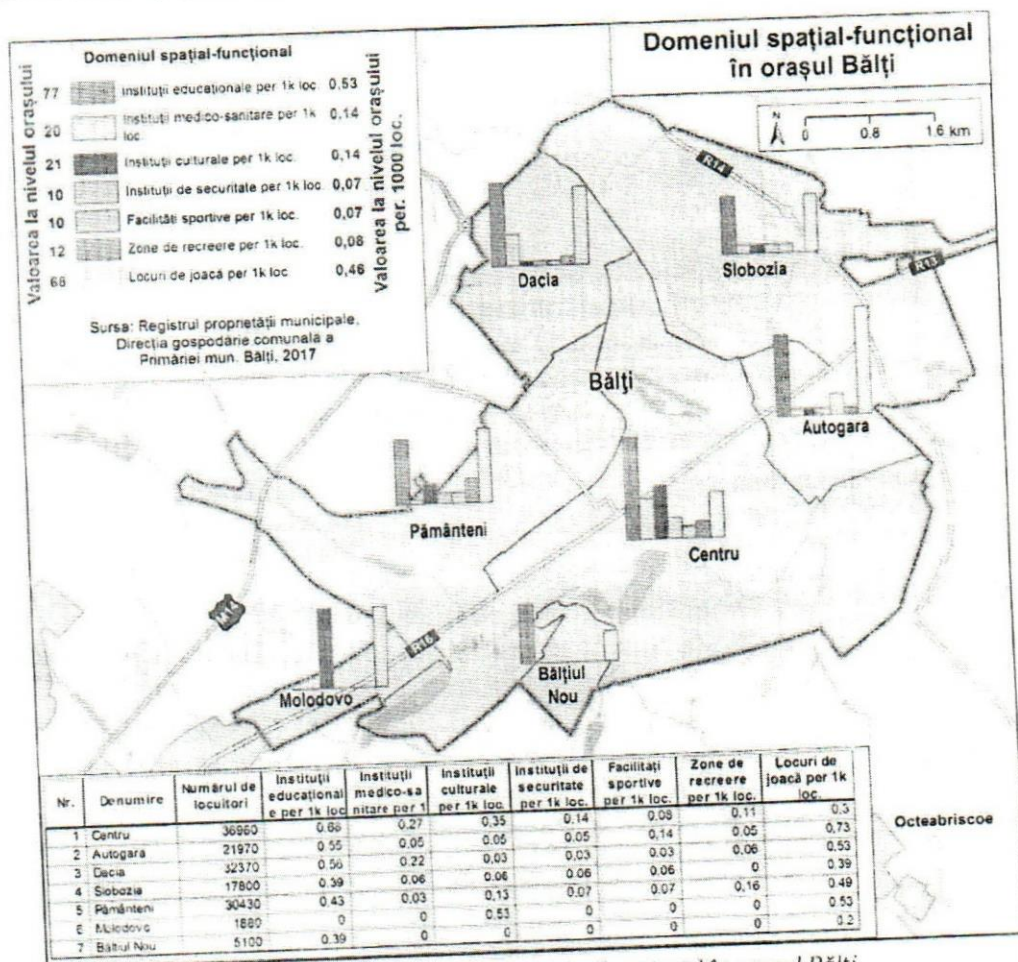 Domeniul spațial-funcțional
în orașul Bălți
Domeniul spațial-funcțional
Valoarea la nivelul orașului
77 Instituții educaționale per 1k loc. 0,53
20 Instituții medico-sanitare per 1k loc. 0,14
21 Instituții culturale per 1k loc. 0,14
10 Instituții de securitate per 1k loc. 0,07
10 Facilități sportive per 1k loc. 0,07
12 Zone de recreere per 1k loc. 0,08
68 Locuri de joacă per 1k loc. 0,46
Valoarea la nivelul orașului
per. 1000 loc.
Sursa: Registrul proprietății municipale,
Direcția gospodărie comunală a
Primăriei mun. Bălți, 2017
N
0 0.8 1.6 km
R14
R13
Dacia
Slobozia
Bălți
Autogara
Pământeni
Centru
M14
R16
Molodovo
Bălțiul
Nou
Octeabriscoe
Nr. Denumire Numărul de locuitori Instituții educațional e per 1k loc Instituții medico-sa nitare per 1 Instituții culturale per 1k loc. Instituții de securitate per 1k loc. Facilități sportive per 1k loc. Zone de recreere per 1k loc. Locuri de joacă per 1k loc.
1 Centru 36960 0,68 0,27 0,35 0,14 0,08 0,11 0,3
2 Autogara 21970 0,55 0,05 0,05 0,05 0,14 0,05 0,73
3 Dacia 32370 0,56 0,22 0,03 0,03 0,03 0,06 0,53
4 Slobozia 17800 0,39 0,06 0,06 0,06 0,06 0 0.39
5 Pământeni 30430 0,43 0,03 0,13 0,07 0,07 0,16 0.49
6 Molodovo 1880 0 0 0,53 0 0 0 0.53
7 Bălțiul Nou 5100 0,39 0 0 0 0 0 0.2